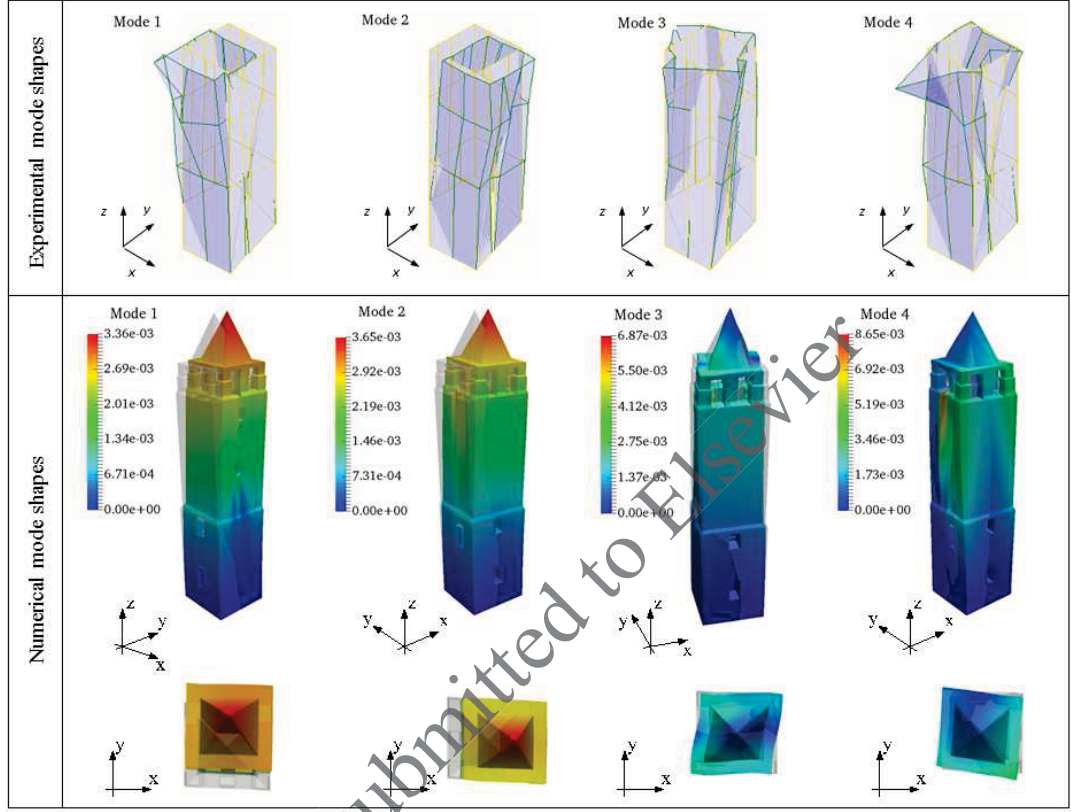 Experimental mode shapes
Mode 1
Mode 2
Mode 3
Mode 4
z
y
x
z
y
x
z
y
x
z
y
x
Numerical mode shapes
Mode 1
3.36e-03
2.69e-03
2.01e-03
1.34e-03
6.71e-04
0.00e+00
Mode 2
3.65e-03
2.92e-03
2.19e-03
1.46e-03
7.31e-04
0.00e+00
Mode 3
6.87e-03
5.50e-03
4.12e-03
2.75e-03
1.37e-03
0.00e+00
Mode 4
8.65e-03
6.92e-03
5.19e-03
3.46e-03
1.73e-03
0.00e+00
z
y
x
z
y
x
z
y
x
z
y
x
y
x
y
x
y
x
y
x
ubmitted to Elsevier